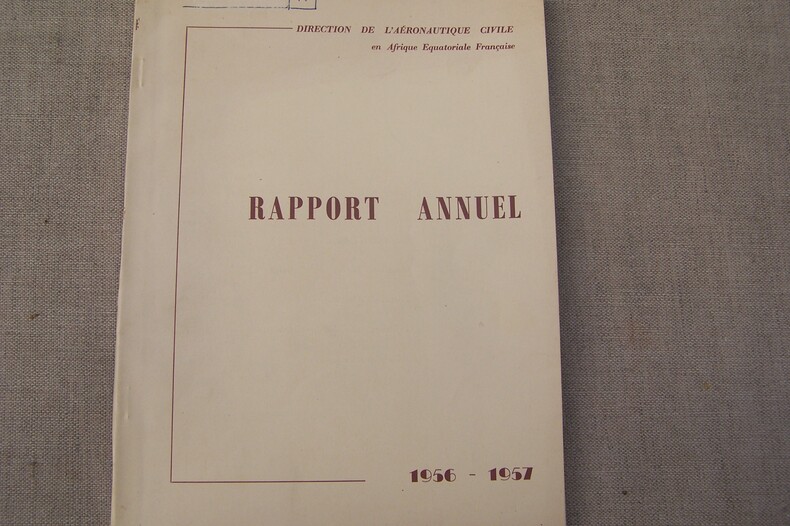 DIRECTION DE L'AÉRONAUTIQUE CIVILE
en Afrique Equatoriale Française
RAPPORT ANNUEL
1956 - 1957